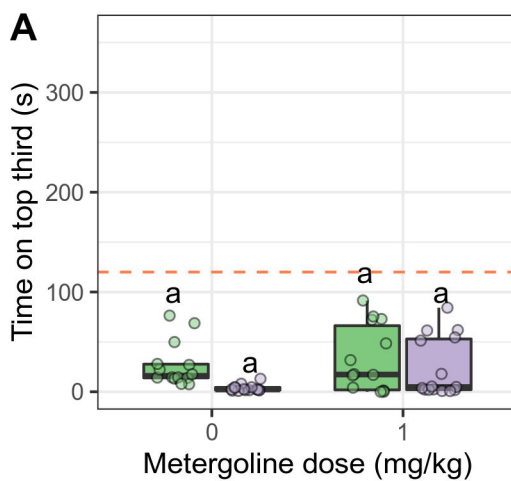 A
Time on top third (s)
300
200
100
0
a
a
a
a
0
1
Metergoline dose (mg/kg)